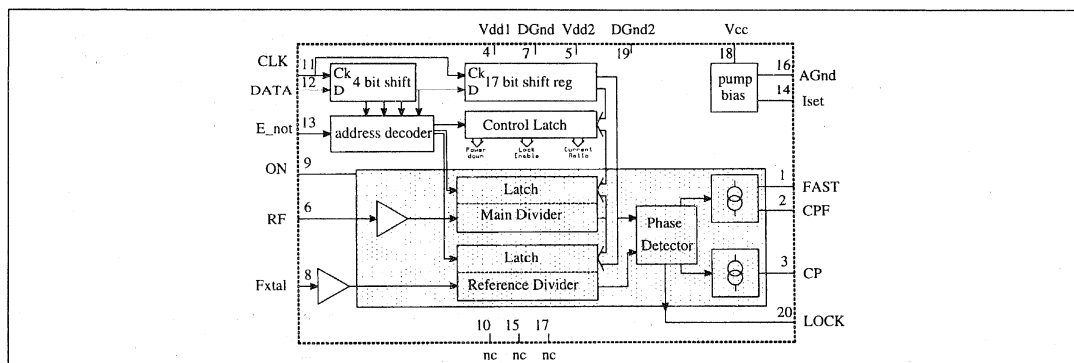 Vdd1 DGnd Vdd2 DGnd2 Vcc
4 7 5 19 18
CLK 11
Ck 4 bit shift
D
Ck 17 bit shift reg
D
pump
bias
16 AGnd
14 Iset
DATA 12
E_not 13
address decoder
Control Latch
Power
down
Lock
Enable
Current
Ratio
ON 9
Latch
Main Divider
1 FAST
2 CPF
RF 6
Phase
Detector
Latch
Reference Divider
3 CP
Fxtal 8
20 LOCK
10 15 17
nc nc nc